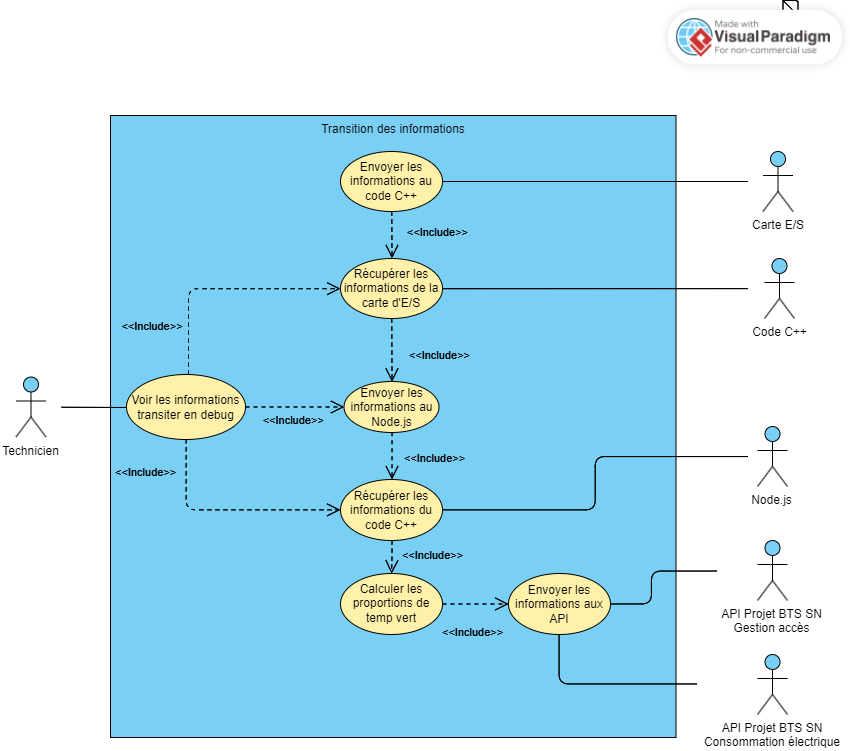 Made with
Visual Paradigm
For non-commercial use
Transition des informations
Envoyer les
informations au
code C++
Carte E/S
<<Include>>
Récupérer les
informations de la
carte d'E/S
Code C++
<<Include>>
<<Include>>
Voir les informations
transiter en debug
<<Include>>
Envoyer les
informations au
Node.js
Technicien
<<Include>>
<<Include>>
Récupérer les
informations du
code C++
Node.js
<<Include>>
Calculer les
proportions de
temp vert
<<Include>>
Envoyer les
informations aux
API
API Projet BTS SN
Gestion accès
API Projet BTS SN
Consommation électrique